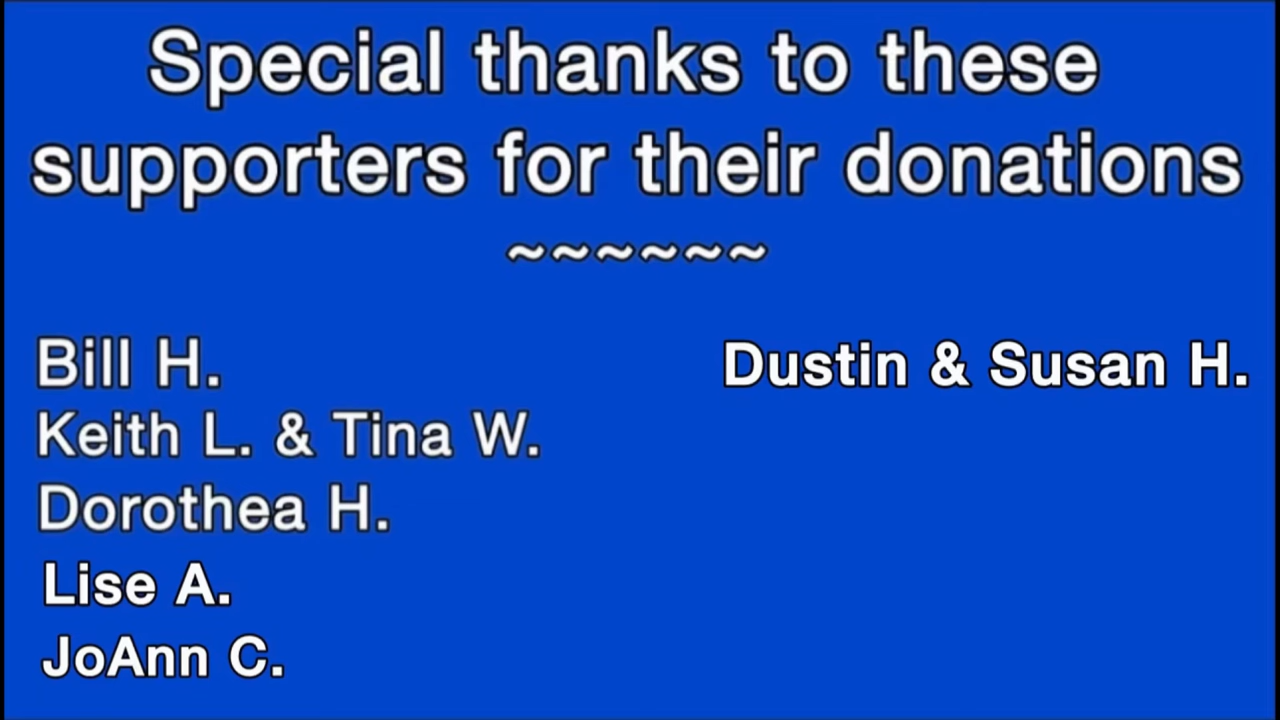 Special thanks to these
supporters for their donations
~~~~~~
Bill H.
Keith L. & Tina W.
Dorothea H.
Lise A.
JoAnn C.
Dustin & Susan H.